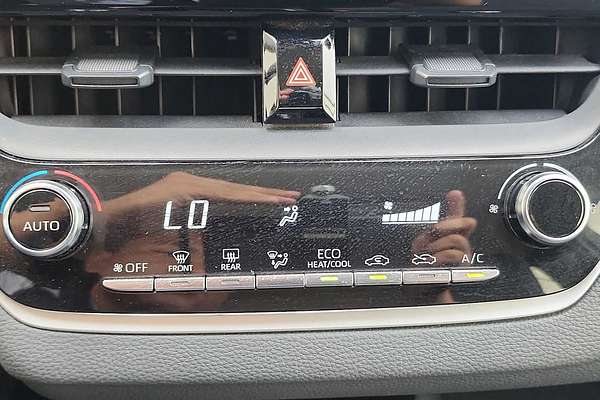 LO
AUTO
OFF
FRONT
REAR
ECO
HEAT/COOL
A/C